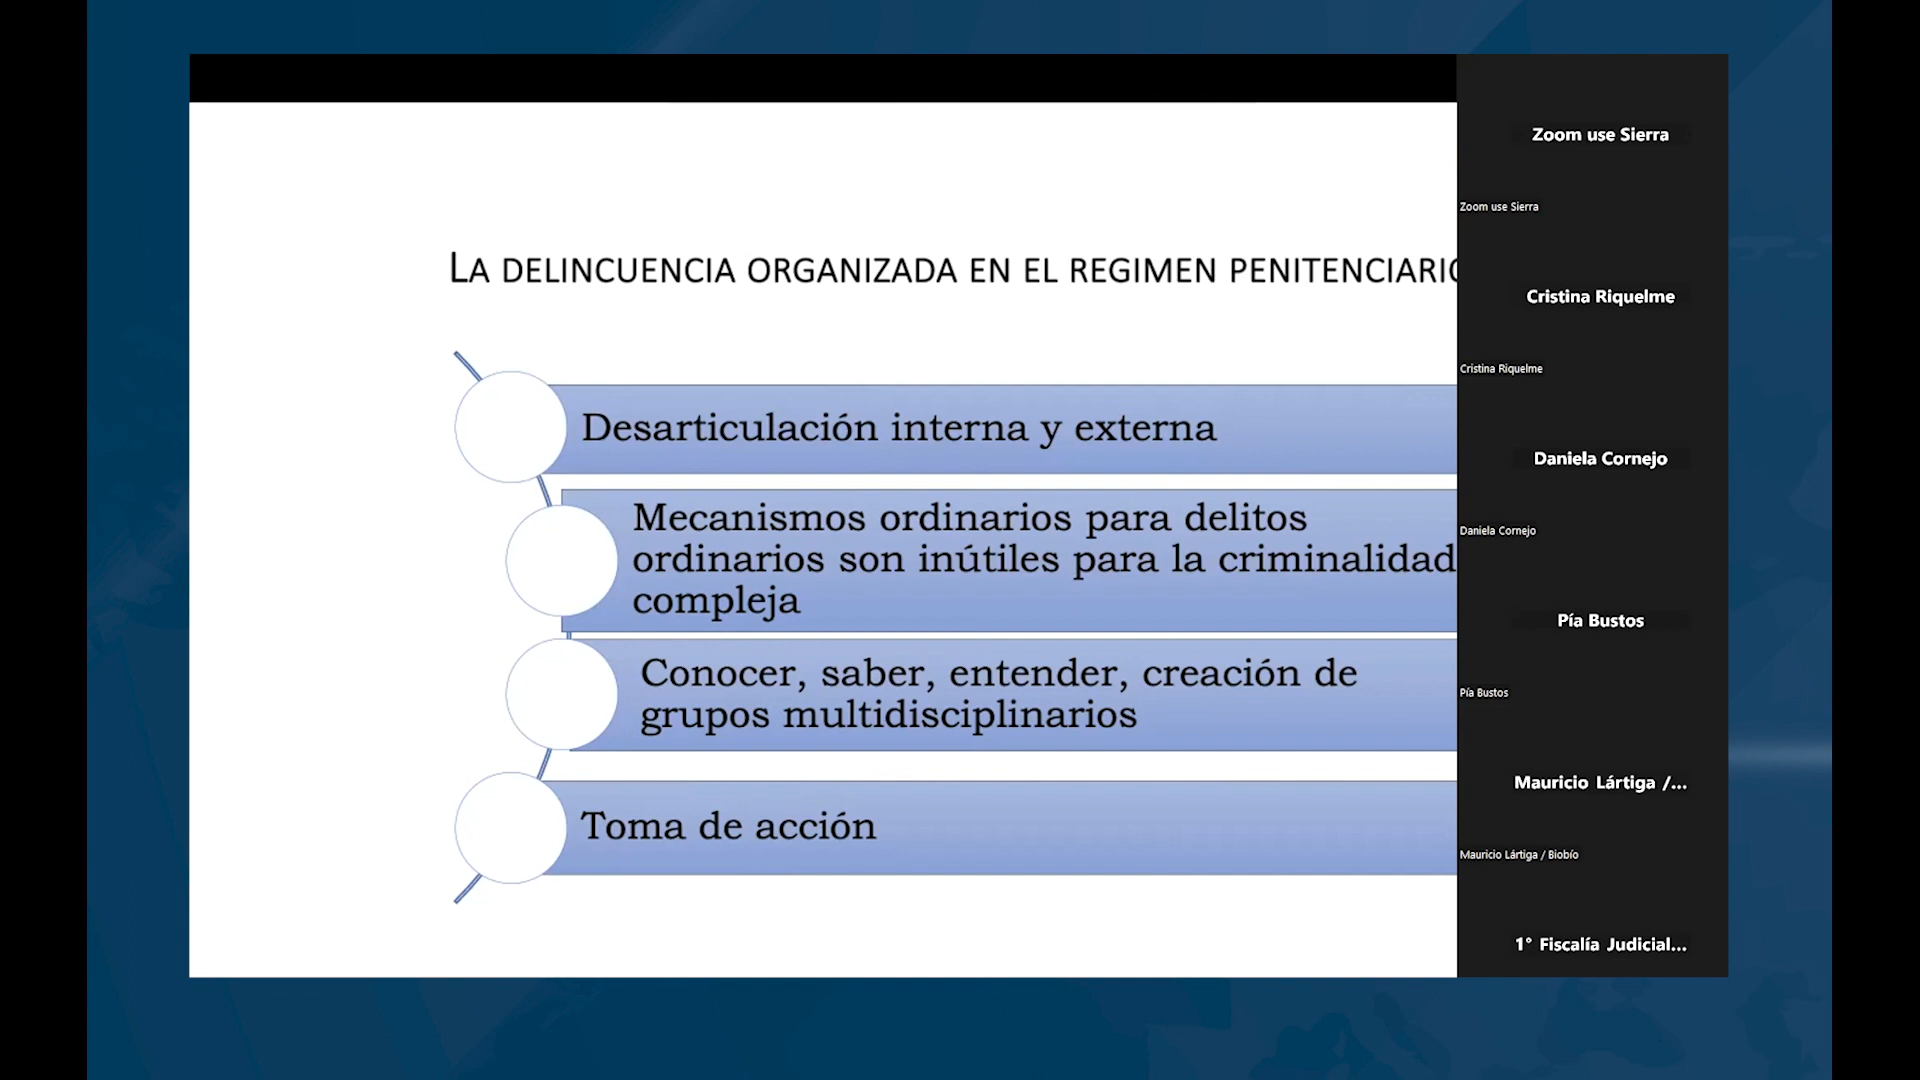 LA DELINCUENCIA ORGANIZADA EN EL REGIMEN PENITENCIARIO
Desarticulación interna y externa
Mecanismos ordinarios para delitos
ordinarios son inútiles para la criminalidad
compleja
Conocer, saber, entender, creación de
grupos multidisciplinarios
Toma de acción
Zoom use Sierra
Zoom use Sierra
Cristina Riquelme
Cristina Riquelme
Daniela Cornejo
Daniela Cornejo
Pía Bustos
Pía Bustos
Mauricio Lártiga /...
Mauricio Lártiga / Biobío
1° Fiscalía Judicial...